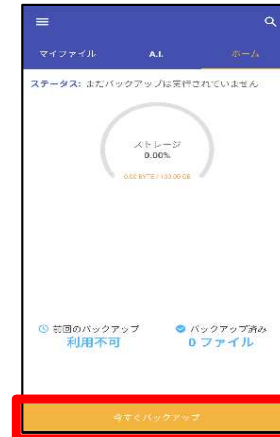 マイファイル A.I. ホーム
ステータス: まだバックアップは実行されていません
ストレージ
0.00%
0.00 BYTE / 100.00 GB
前回のバックアップ バックアップ済み
利用不可 0 ファイル
今すぐバックアップ